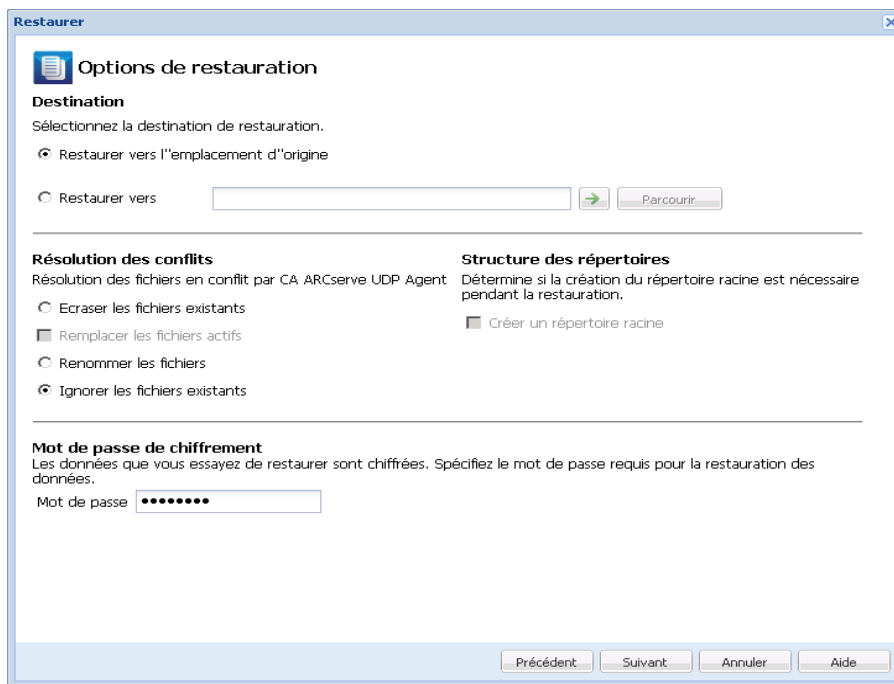 Restaurer
Options de restauration
Destination
Sélectionnez la destination de restauration.
Restaurer vers l''emplacement d''origine
Restaurer vers
Parcourir
Résolution des conflits
Résolution des fichiers en conflit par CA ARCserve UDP Agent
Ecraser les fichiers existants
Remplacer les fichiers actifs
Renommer les fichiers
Ignorer les fichiers existants
Structure des répertoires
Détermine si la création du répertoire racine est nécessaire
pendant la restauration.
Créer un répertoire racine
Mot de passe de chiffrement
Les données que vous essayez de restaurer sont chiffrées. Spécifiez le mot de passe requis pour la restauration des
données.
Mot de passe ••••••••
Précédent Suivant Annuler Aide